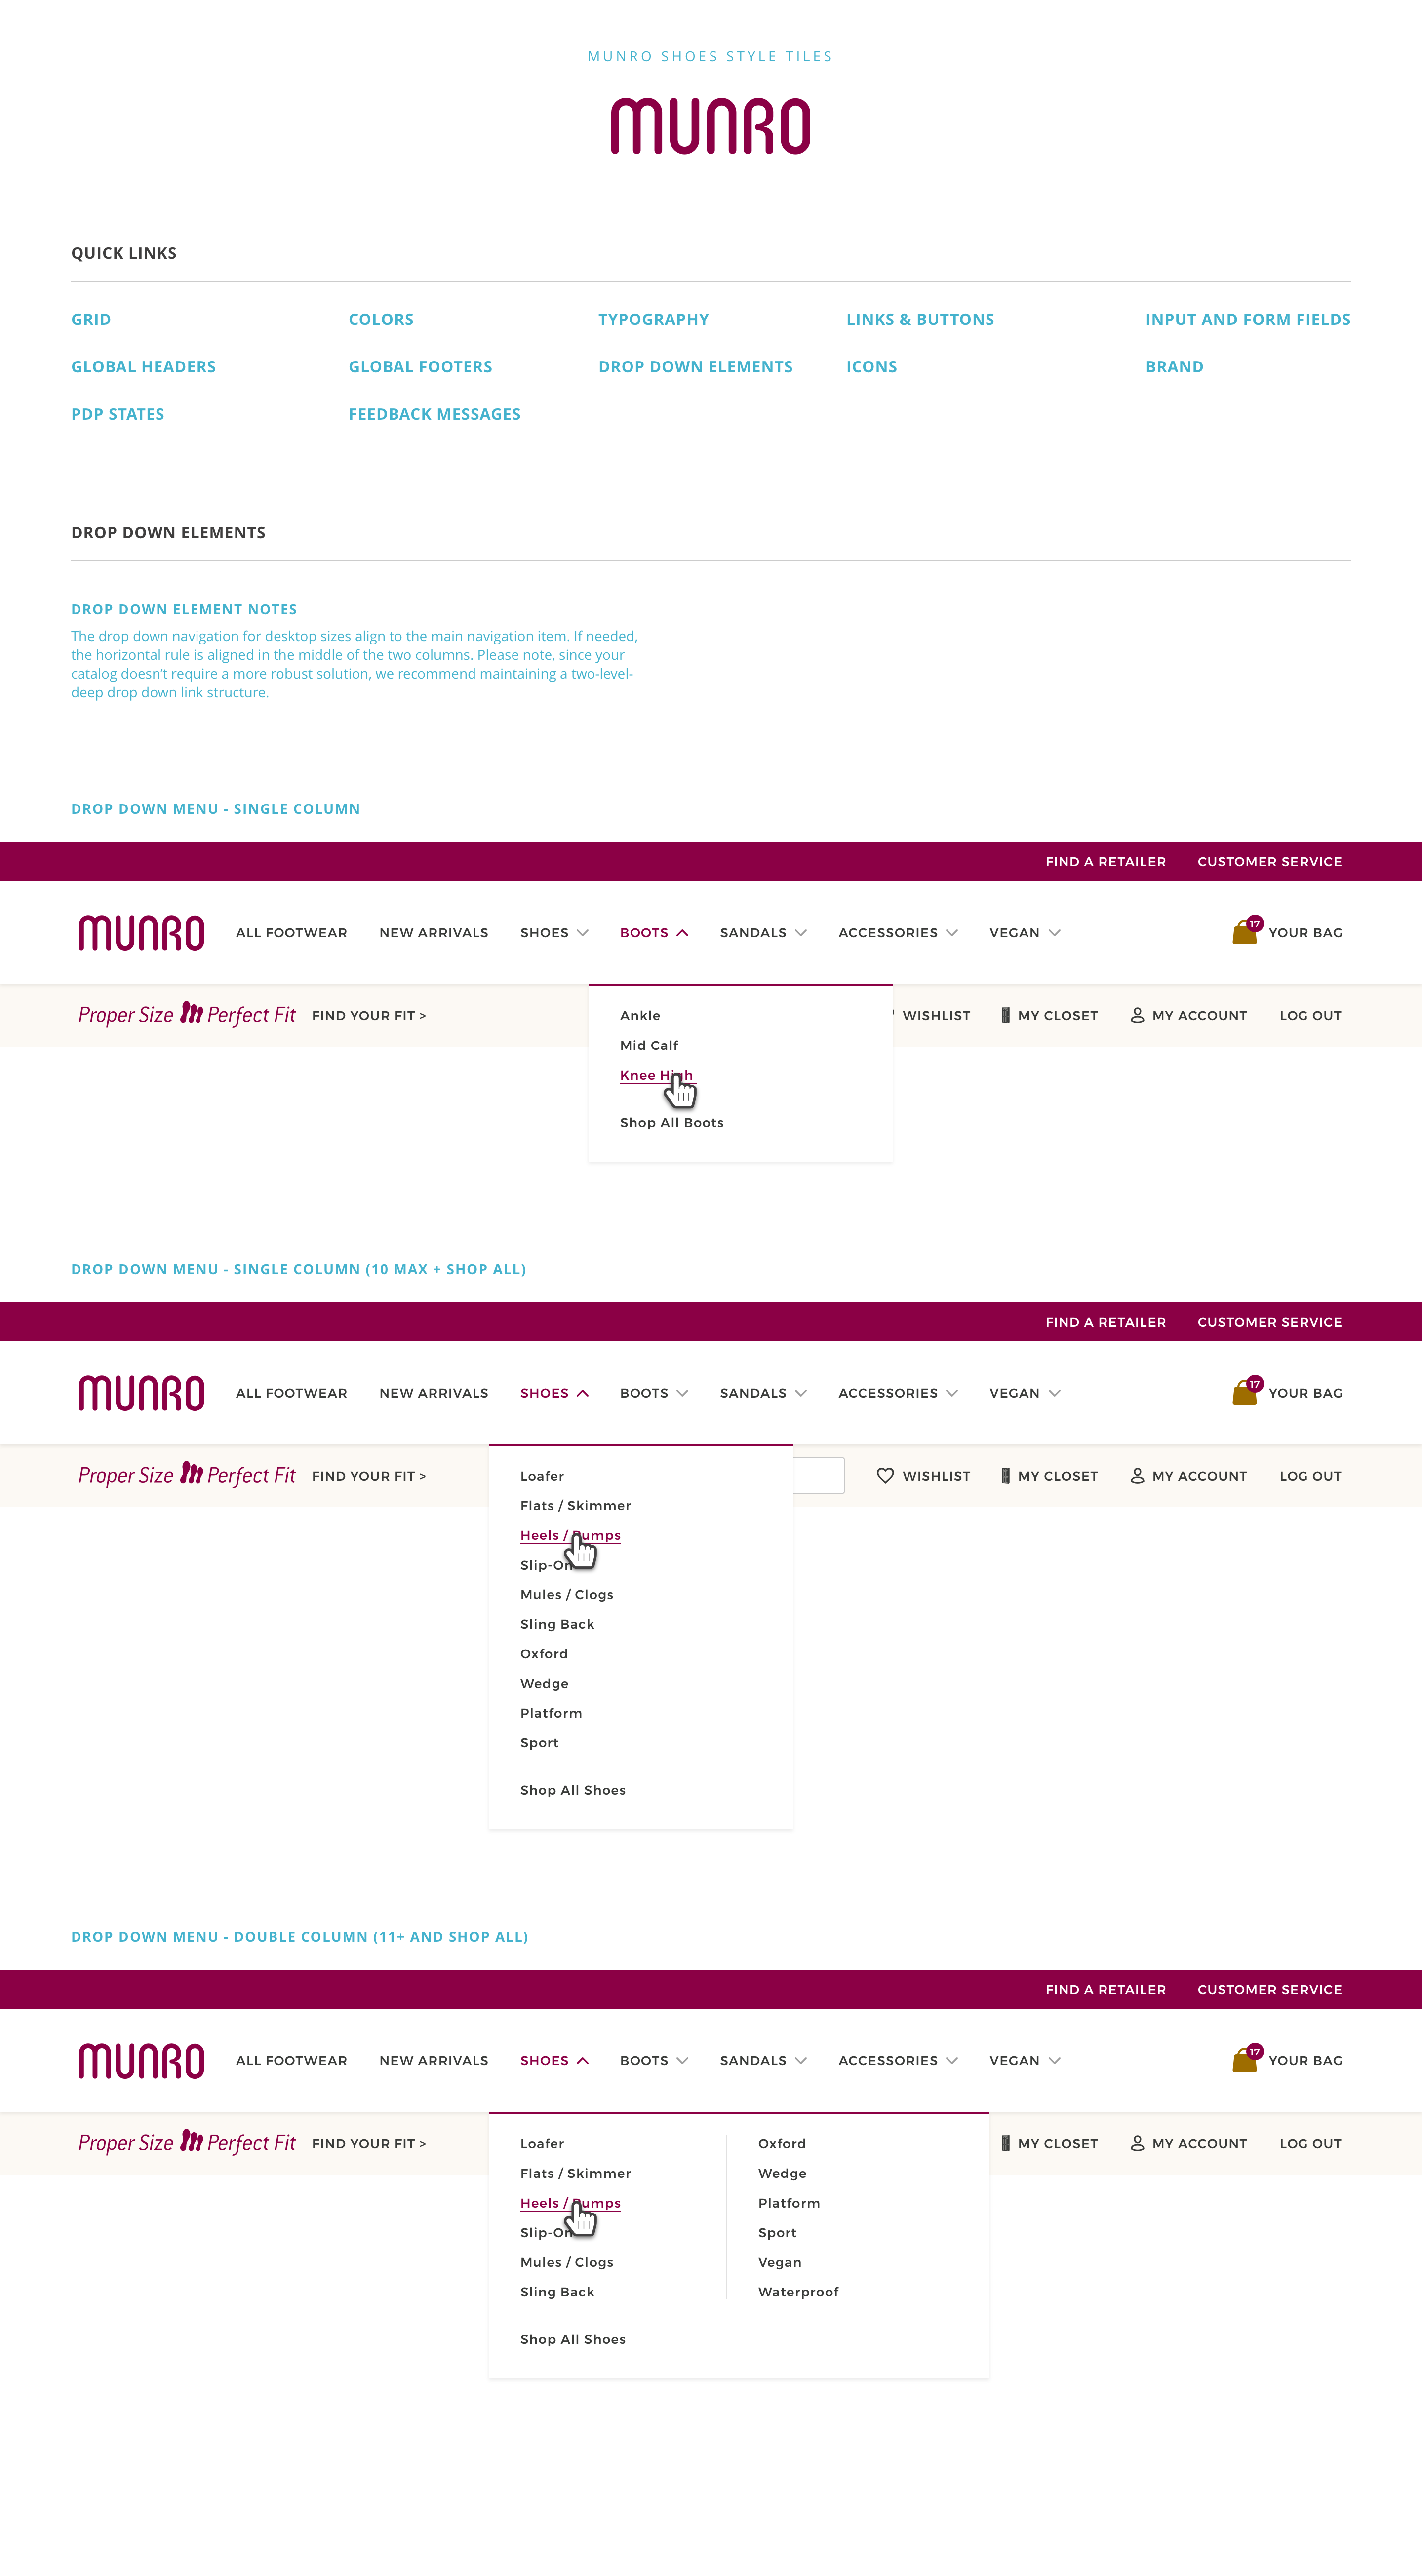 MUNRO SHOES STYLE TILES
MUNRO
QUICK LINKS
GRID COLORS TYPOGRAPHY LINKS & BUTTONS INPUT AND FORM FIELDS
GLOBAL HEADERS GLOBAL FOOTERS DROP DOWN ELEMENTS ICONS BRAND
PDP STATES FEEDBACK MESSAGES
DROP DOWN ELEMENTS
DROP DOWN ELEMENT NOTES
The drop down navigation for desktop sizes align to the main navigation item. If needed,
the horizontal rule is aligned in the middle of the two columns. Please note, since your
catalog doesn’t require a more robust solution, we recommend maintaining a two-level-
deep drop down link structure.
DROP DOWN MENU - SINGLE COLUMN
FIND A RETAILER CUSTOMER SERVICE
MUNRO ALL FOOTWEAR NEW ARRIVALS SHOES BOOTS SANDALS ACCESSORIES VEGAN 17 YOUR BAG
Proper Size Perfect Fit FIND YOUR FIT > WISHLIST MY CLOSET MY ACCOUNT LOG OUT
Ankle
Mid Calf
Knee High
Shop All Boots
DROP DOWN MENU - SINGLE COLUMN (10 MAX + SHOP ALL)
FIND A RETAILER CUSTOMER SERVICE
MUNRO ALL FOOTWEAR NEW ARRIVALS SHOES BOOTS SANDALS ACCESSORIES VEGAN 17 YOUR BAG
Proper Size Perfect Fit FIND YOUR FIT > WISHLIST MY CLOSET MY ACCOUNT LOG OUT
Loafer
Flats / Skimmer
Heels / Pumps
Slip-On
Mules / Clogs
Sling Back
Oxford
Wedge
Platform
Sport
Shop All Shoes
DROP DOWN MENU - DOUBLE COLUMN (11+ AND SHOP ALL)
FIND A RETAILER CUSTOMER SERVICE
MUNRO ALL FOOTWEAR NEW ARRIVALS SHOES BOOTS SANDALS ACCESSORIES VEGAN 17 YOUR BAG
Proper Size Perfect Fit FIND YOUR FIT > MY CLOSET MY ACCOUNT LOG OUT
Loafer
Flats / Skimmer
Heels / Pumps
Slip-On
Mules / Clogs
Sling Back
Oxford
Wedge
Platform
Sport
Vegan
Waterproof
Shop All Shoes